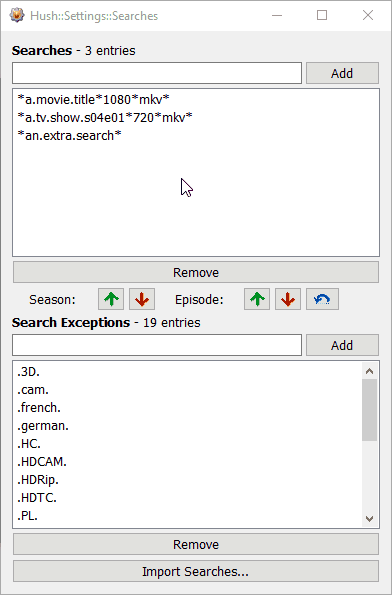 Hush::Settings::Searches
Searches - 3 entries
Add
*a.movie.title*1080*mkv*
*a.tv.show.s04e01*720*mkv*
*an.extra.search*
Remove
Season: Episode:
Search Exceptions - 19 entries
Add
.3D.
.cam.
.french.
.german.
.HC.
.HDCAM.
.HDRip.
.HDTC.
.PL.
Remove
Import Searches...